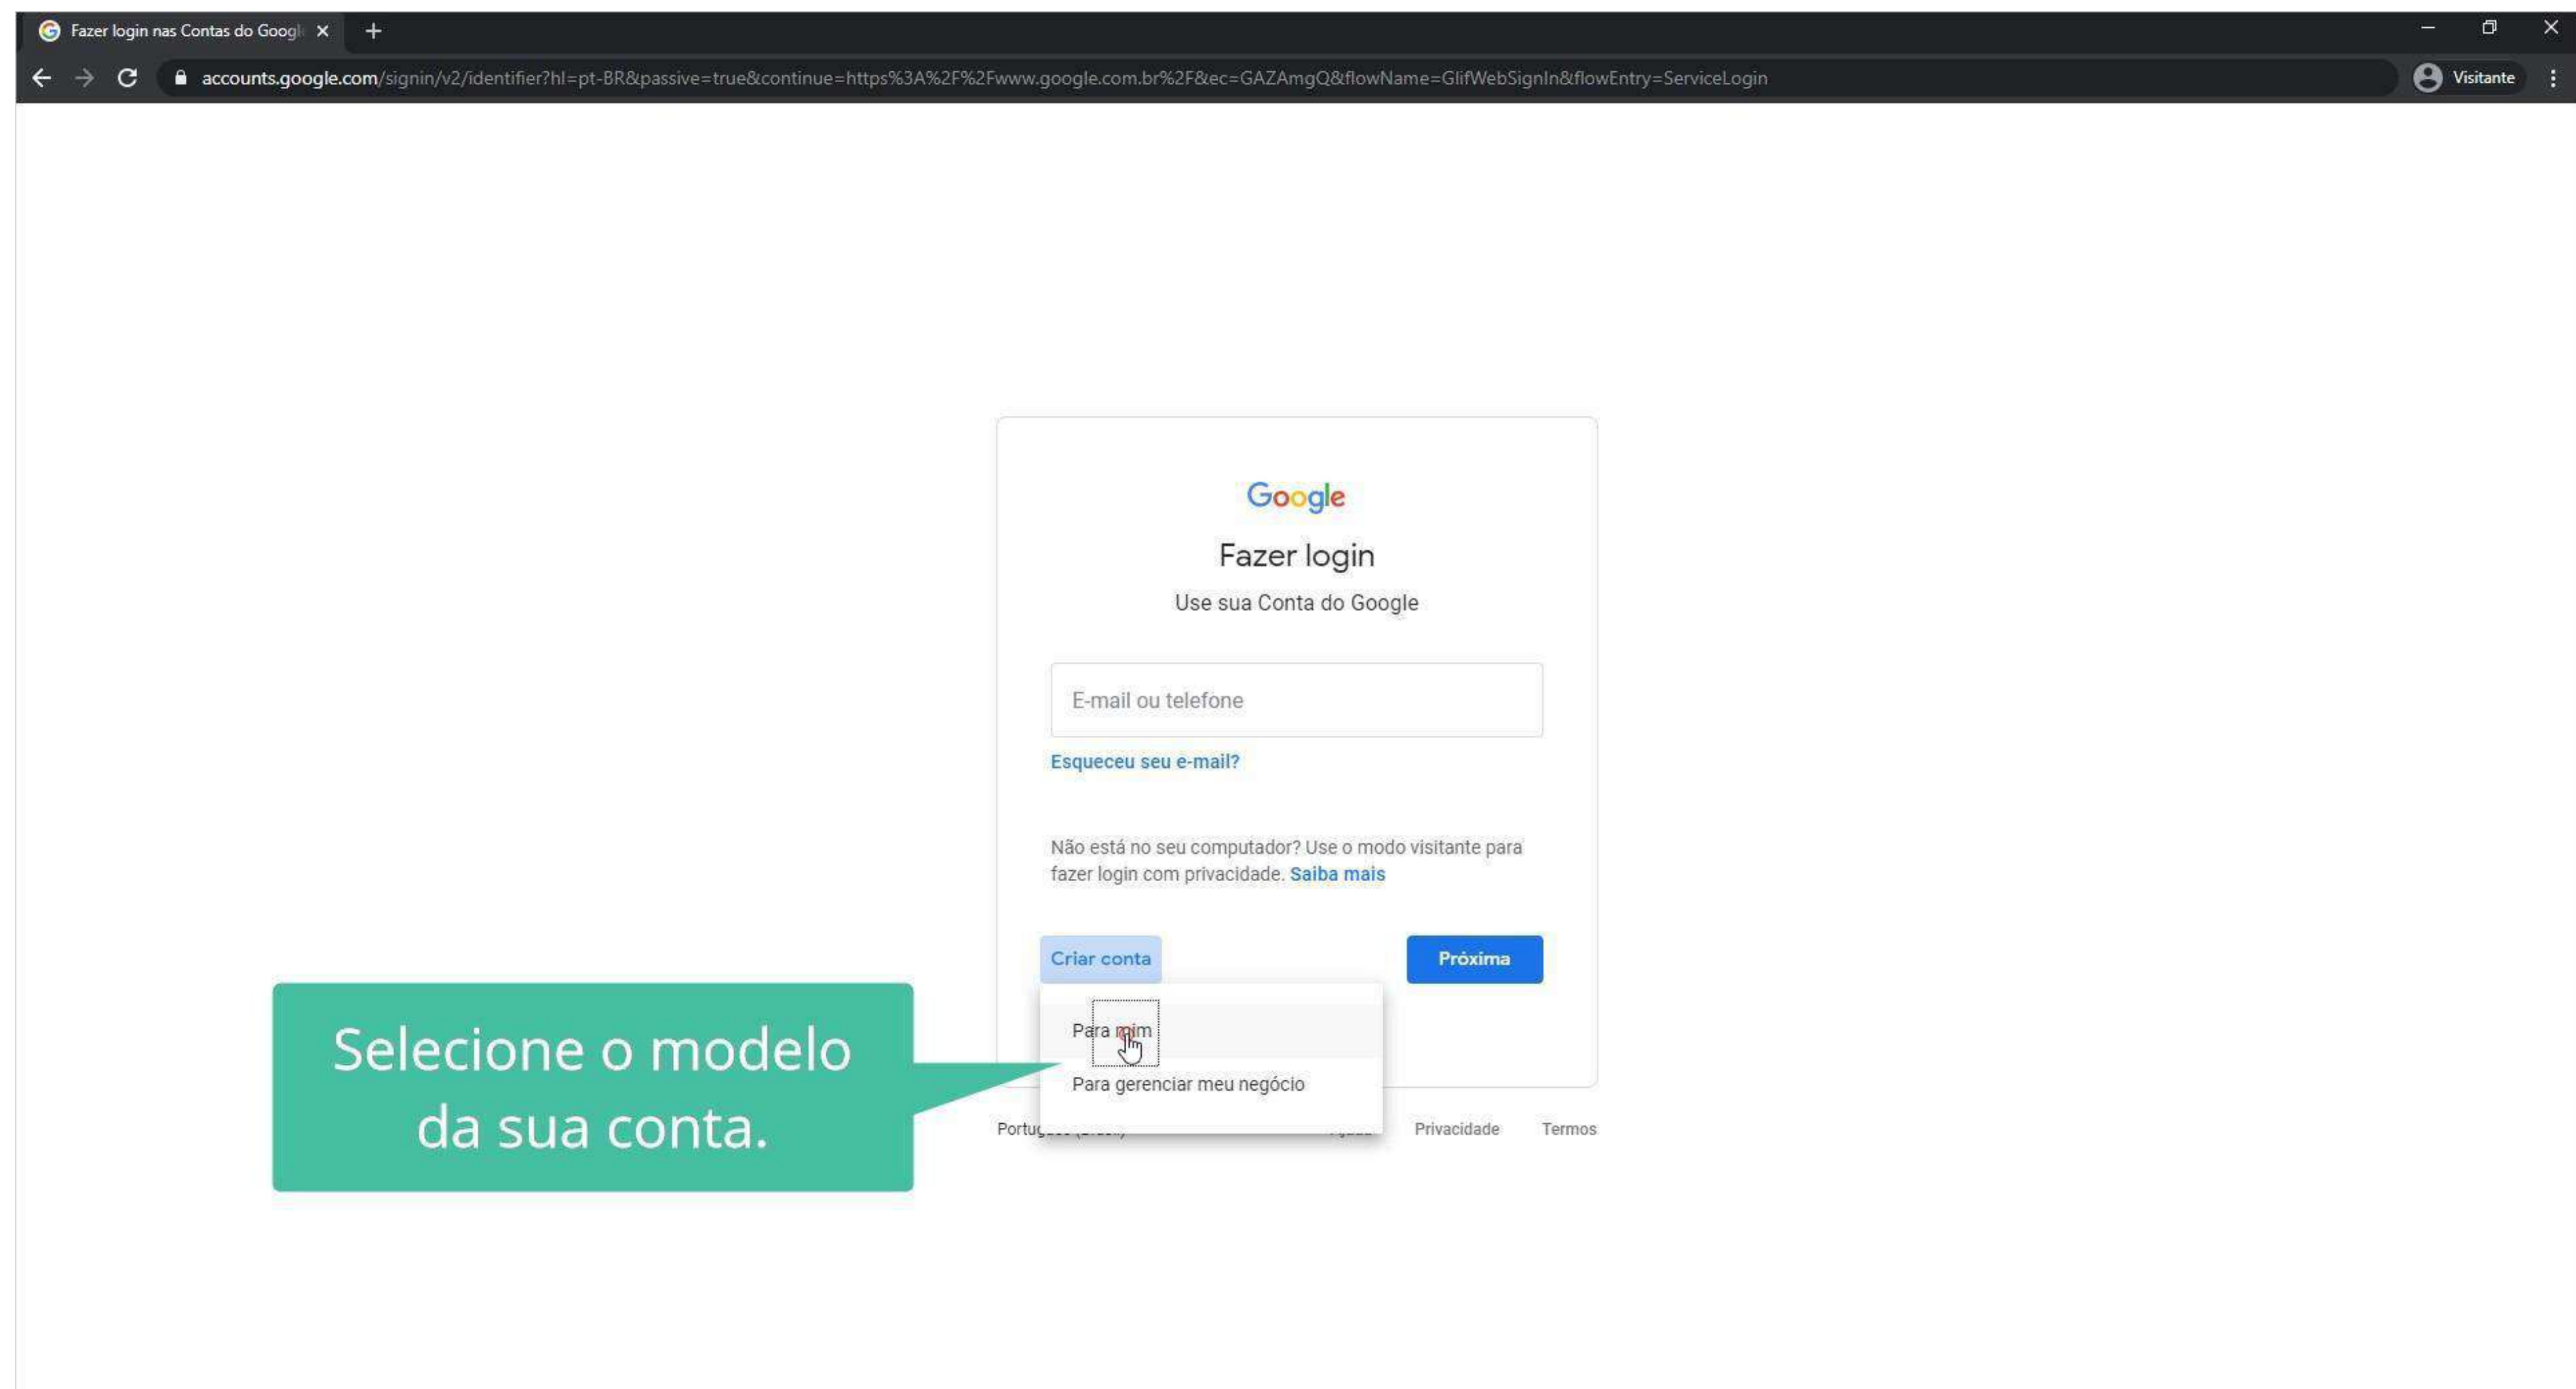 Fazer login nas Contas do Googl
accounts.google.com/signin/v2/identifier?hl=pt-BR&passive=true&continue=https%3A%2F%2Fwww.google.com.br%2F&ec=GAZAmgQ&flowName=GlifWebSignIn&flowEntry=ServiceLogin
Visitante
Google
Fazer login
Use sua Conta do Google
E-mail ou telefone
Esqueceu seu e-mail?
Não está no seu computador? Use o modo visitante para
fazer login com privacidade. Saiba mais
Criar conta
Próxima
Para mim
Para gerenciar meu negócio
Selecione o modelo
da sua conta.
Privacidade
Termos